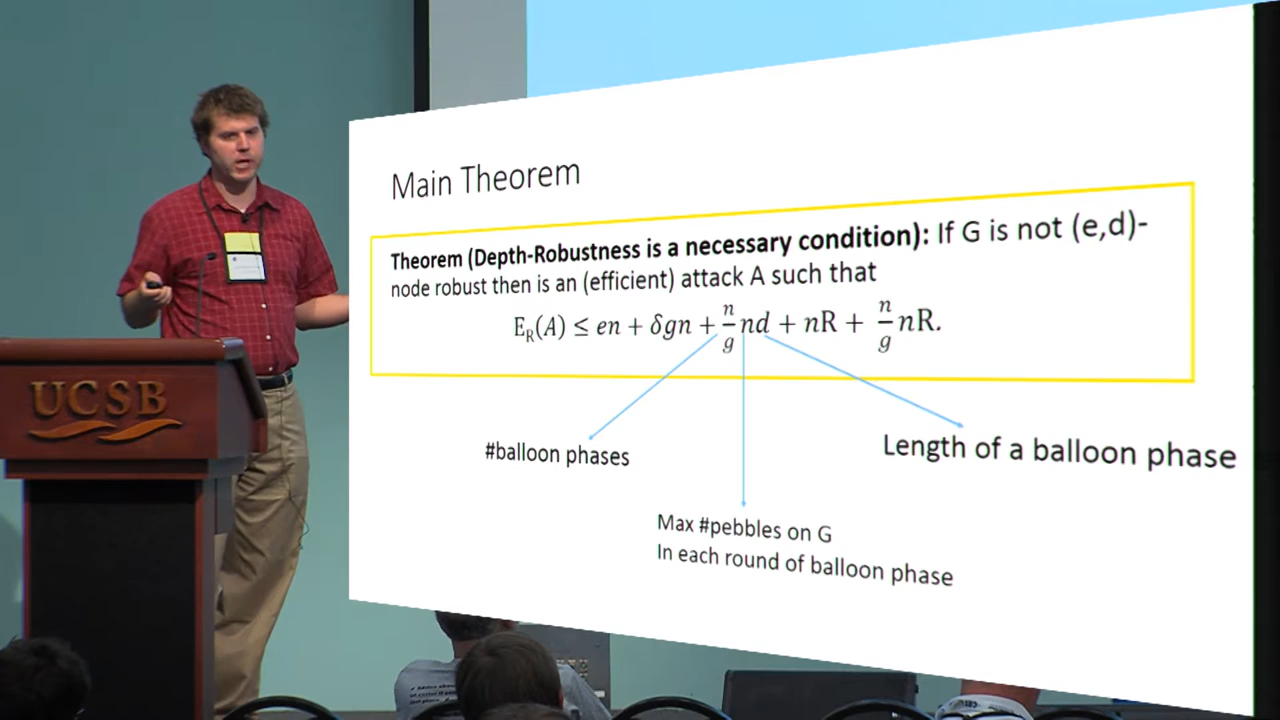 Main Theorem
Theorem (Depth-Robustness is a necessary condition): If G is not (e,d)-
node robust then is an (efficient) attack A such that
E_R(A) ≤ en + δgn + n/g nd + nR + n/g nR.
#balloon phases
Length of a balloon phase
Max #pebbles on G
In each round of balloon phase
UCSB